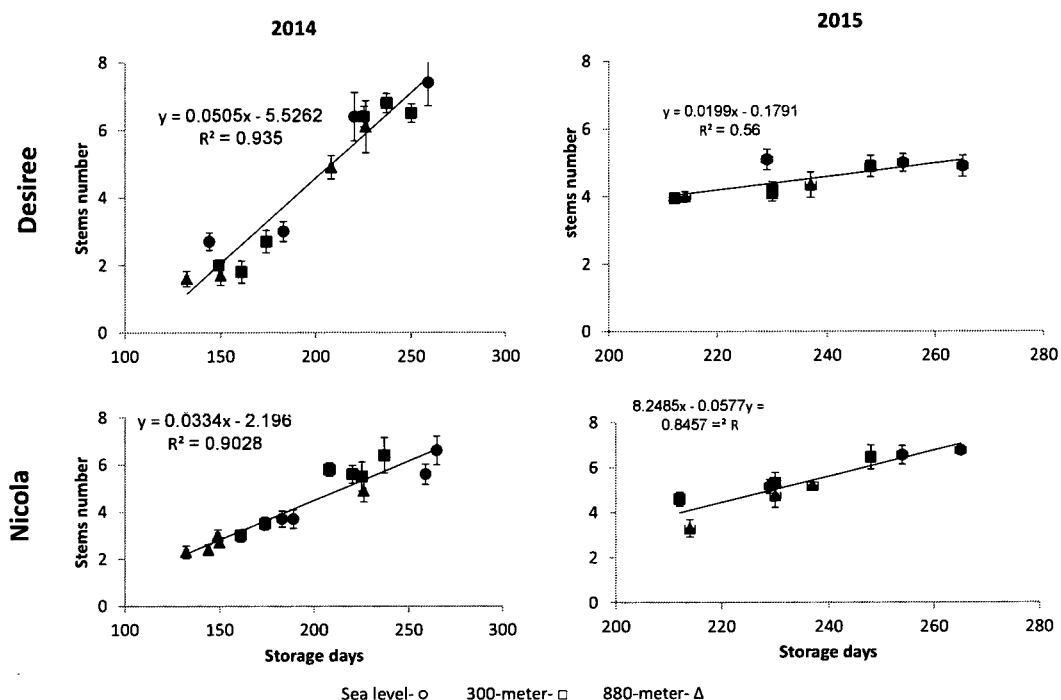 2014
2015
Desiree
Stems number
8
6
4
2
0
y = 0.0505x - 5.5262
R² = 0.935
100 150 200 250 300
stems number
8
6
4
2
0
y = 0.0199x - 0.1791
R² = 0.56
200 220 240 260 280
Nicola
Stems number
8
6
4
2
0
y = 0.0334x - 2.196
R² = 0.9028
100 150 200 250 300
Storage days
8
6
4
2
0
8.2485x - 0.0577y =
0.8457 =² R
200 220 240 260 280
Storage days
Sea level- ○ 300-meter- □ 880-meter- Δ